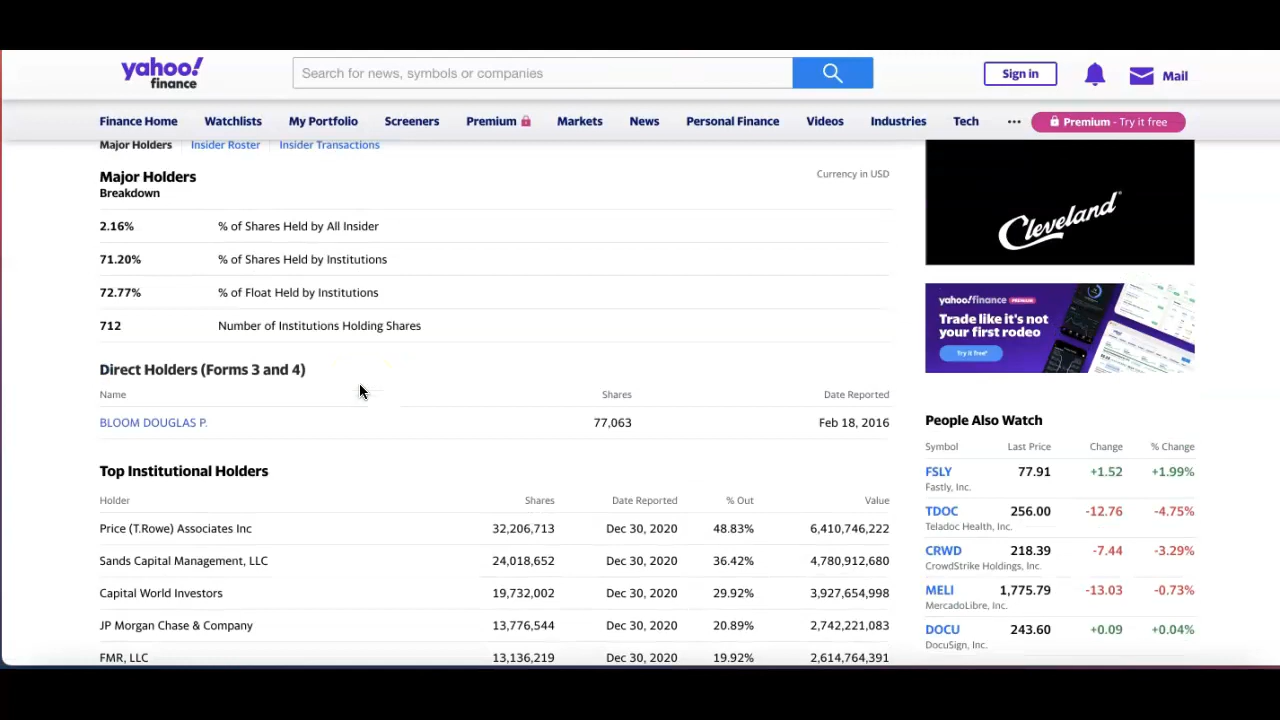 yahoo!
finance
Search for news, symbols or companies
Sign in
Mail
Finance Home
Watchlists
My Portfolio
Screeners
Premium
Markets
News
Personal Finance
Videos
Industries
Tech
...
Premium - Try it free
Major Holders
Insider Roster
Insider Transactions
Major Holders
Currency in USD
Breakdown
2.16% % of Shares Held by All Insider
71.20% % of Shares Held by Institutions
72.77% % of Float Held by Institutions
712 Number of Institutions Holding Shares
Direct Holders (Forms 3 and 4)
Name Shares Date Reported
BLOOM DOUGLAS P. 77,063 Feb 18, 2016
Top Institutional Holders
Holder Shares Date Reported % Out Value
Price (T.Rowe) Associates Inc 32,206,713 Dec 30, 2020 48.83% 6,410,746,222
Sands Capital Management, LLC 24,018,652 Dec 30, 2020 36.42% 4,780,912,680
Capital World Investors 19,732,002 Dec 30, 2020 29.92% 3,927,654,998
JP Morgan Chase & Company 13,776,544 Dec 30, 2020 20.89% 2,742,221,083
FMR, LLC 13,136,219 Dec 30, 2020 19.92% 2,614,764,391
Cleveland
yahoo!finance PREMIUM
Trade like it's not
your first rodeo
Try it free*
People Also Watch
Symbol Last Price Change % Change
FSLY 77.91 +1.52 +1.99%
Fastly, Inc.
TDOC 256.00 -12.76 -4.75%
Teladoc Health, Inc.
CRWD 218.39 -7.44 -3.29%
CrowdStrike Holdings, Inc.
MELI 1,775.79 -13.03 -0.73%
MercadoLibre, Inc.
DOCU 243.60 +0.09 +0.04%
DocuSign, Inc.